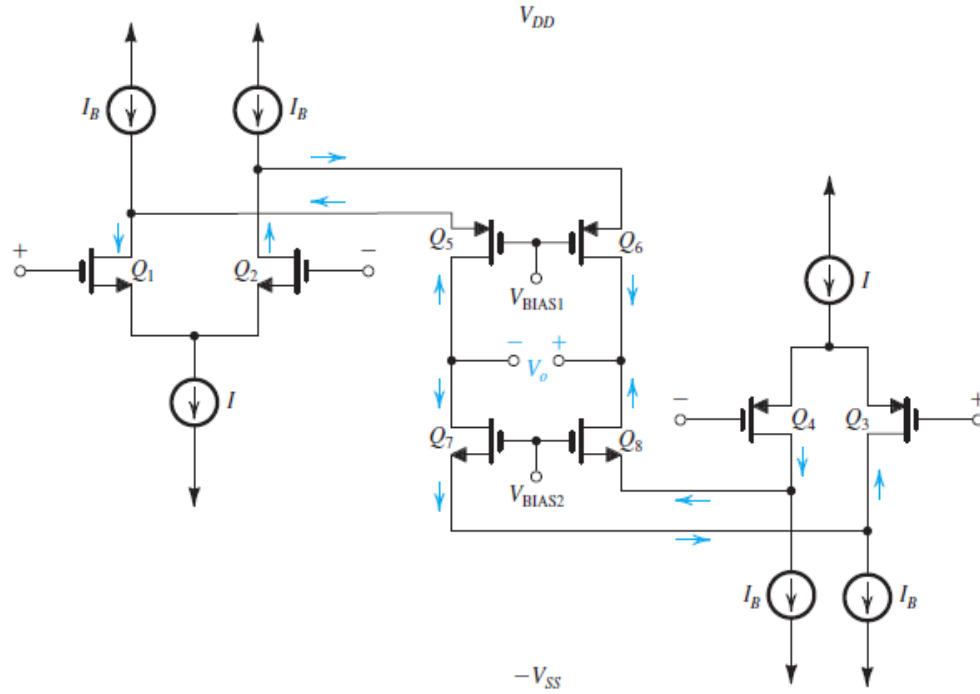 V_DD
I_B I_B
+ Q_1 Q_2 −
I
Q_5 Q_6
V_BIAS1
I
− V_o +
− Q_4 Q_3 +
Q_7 Q_8
V_BIAS2
I_B I_B
−V_SS